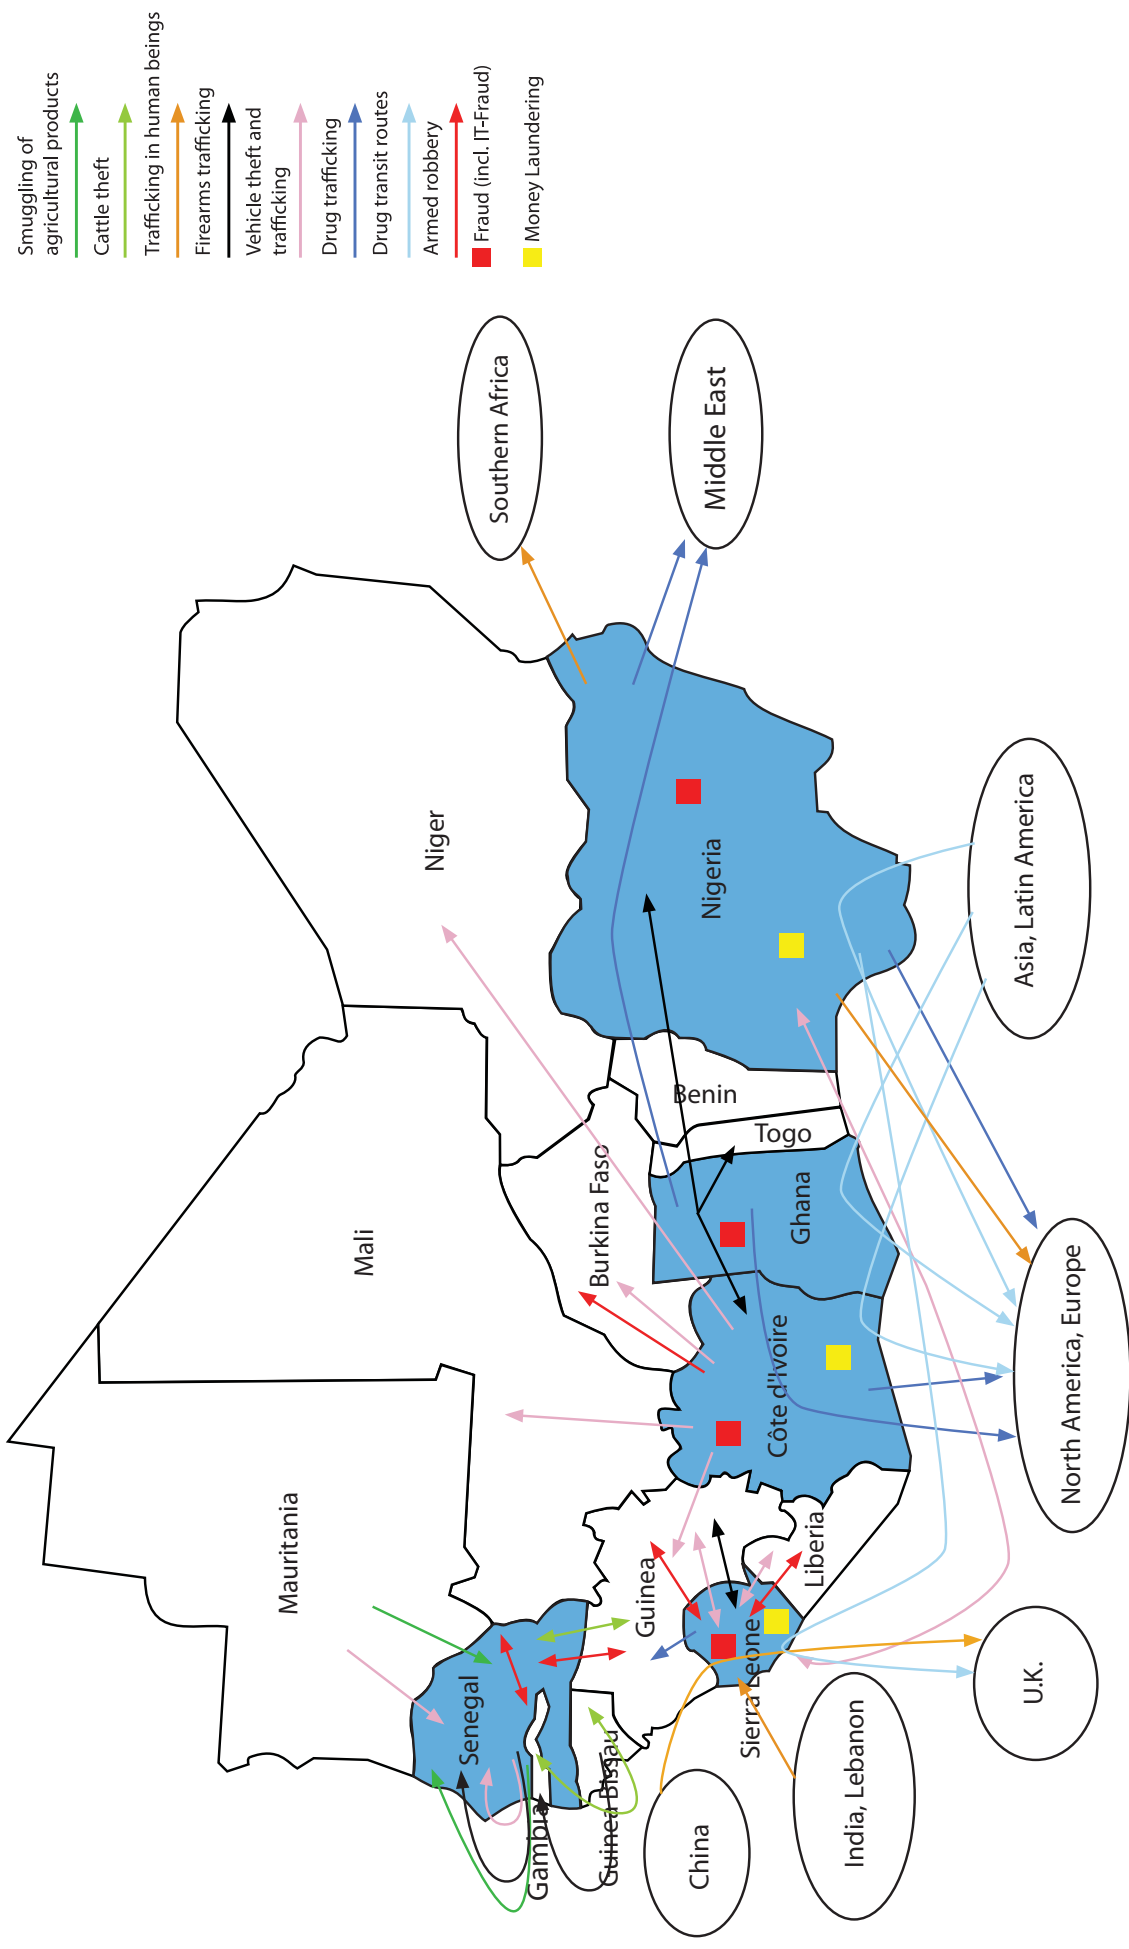 Smuggling of
agricultural products
Cattle theft
Trafficking in human beings
Firearms trafficking
Vehicle theft and
trafficking
Drug trafficking
Drug transit routes
Armed robbery
Fraud (incl. IT-Fraud)
Money Laundering
Southern Africa
Middle East
Niger
Nigeria
Mali
Burkina Faso
Benin
Togo
Ghana
Côte d'Ivoire
Mauritania
Senegal
Gambia
Guinea Bissau
Guinea
Sierra Leone
Liberia
Asia, Latin America
North America, Europe
U.K.
India, Lebanon
China